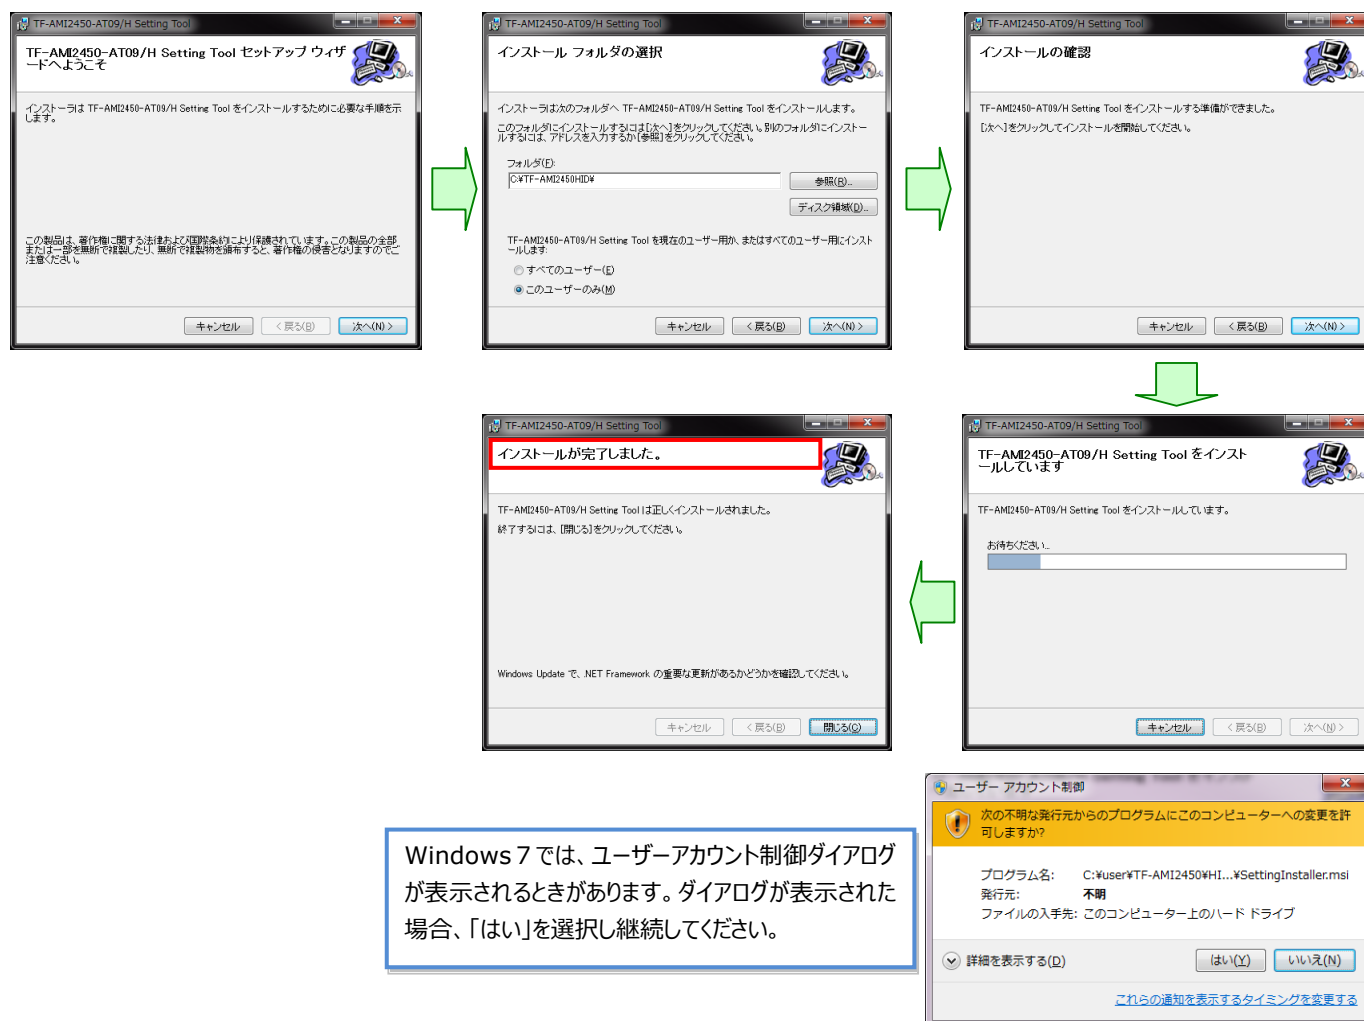 TF-AMI2450-AT09/H Setting Tool
TF-AMI2450-AT09/H Setting Tool セットアップ ウィザ
ードへようこそ
インストーラは TF-AMI2450-AT09/H Setting Tool をインストールするために必要な手順を示
します。
この製品は、著作権に関する法律および国際条約により保護されています。この製品の全部
または一部を無断で複製したり、無断で複製物を頒布すると、著作権の侵害となりますのでご
注意ください。
キャンセル
< 戻る(B)
次へ(N) >
TF-AMI2450-AT09/H Setting Tool
インストール フォルダの選択
インストーラは次のフォルダへ TF-AMI2450-AT09/H Setting Tool をインストールします。
このフォルダにインストールするには[次へ]をクリックしてください。別のフォルダにインストー
ルするには、アドレスを入力するか[参照]をクリックしてください。
フォルダ(F):
C:¥TF-AMI2450HID¥
参照(R)...
ディスク領域(D)...
TF-AMI2450-AT09/H Setting Tool を現在のユーザー用か、またはすべてのユーザー用にインスト
ールします:
すべてのユーザー(E)
このユーザーのみ(M)
キャンセル
< 戻る(B)
次へ(N) >
TF-AMI2450-AT09/H Setting Tool
インストールの確認
TF-AMI2450-AT09/H Setting Tool をインストールする準備ができました。
[次へ]をクリックしてインストールを開始してください。
キャンセル
< 戻る(B)
次へ(N) >
TF-AMI2450-AT09/H Setting Tool
TF-AMI2450-AT09/H Setting Tool をインスト
ールしています
TF-AMI2450-AT09/H Setting Tool をインストールしています。
お待ちください...
キャンセル
< 戻る(B)
次へ(N) >
TF-AMI2450-AT09/H Setting Tool
インストールが完了しました。
TF-AMI2450-AT09/H Setting Tool は正しくインストールされました。
終了するには、[閉じる]をクリックしてください。
Windows Update で、.NET Framework の重要な更新があるかどうかを確認してください。
キャンセル
< 戻る(B)
閉じる(C)
Windows 7 では、ユーザーアカウント制御ダイアログ
が表示されるときがあります。ダイアログが表示された
場合、「はい」を選択し継続してください。
ユーザー アカウント制御
次の不明な発行元からのプログラムにこのコンピューターへの変更を許
可しますか?
プログラム名: C:¥user¥TF-AMI2450¥HI...¥SettingInstaller.msi
発行元: 不明
ファイルの入手先: このコンピューター上のハード ドライブ
詳細を表示する(D)
はい(Y)
いいえ(N)
これらの通知を表示するタイミングを変更する